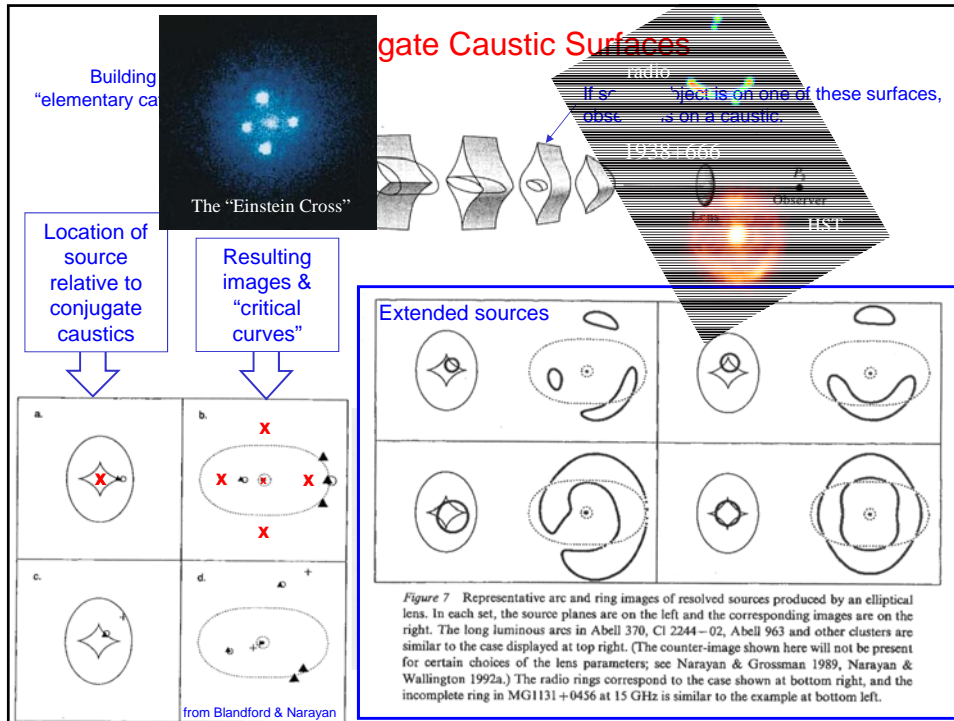 gate Caustic Surfaces
Building
"elementary ca
The "Einstein Cross"
radio
If so ject is on one of these surfaces,
obse s on a caustic.
1938+666
Lens
Observer
HST
Location of
source
relative to
conjugate
caustics
Resulting
images &
"critical
curves"
a.
x
b.
x
x
x
x
x
c.
d.
from Blandford & Narayan
Extended sources
Figure 7 Representative arc and ring images of resolved sources produced by an elliptical
lens. In each set, the source planes are on the left and the corresponding images are on the
right. The long luminous arcs in Abell 370, Cl 2244−02, Abell 963 and other clusters are
similar to the case displayed at top right. (The counter-image shown here will not be present
for certain choices of the lens parameters; see Narayan & Grossman 1989, Narayan &
Wallington 1992a.) The radio rings correspond to the case shown at bottom right, and the
incomplete ring in MG1131+0456 at 15 GHz is similar to the example at bottom left.